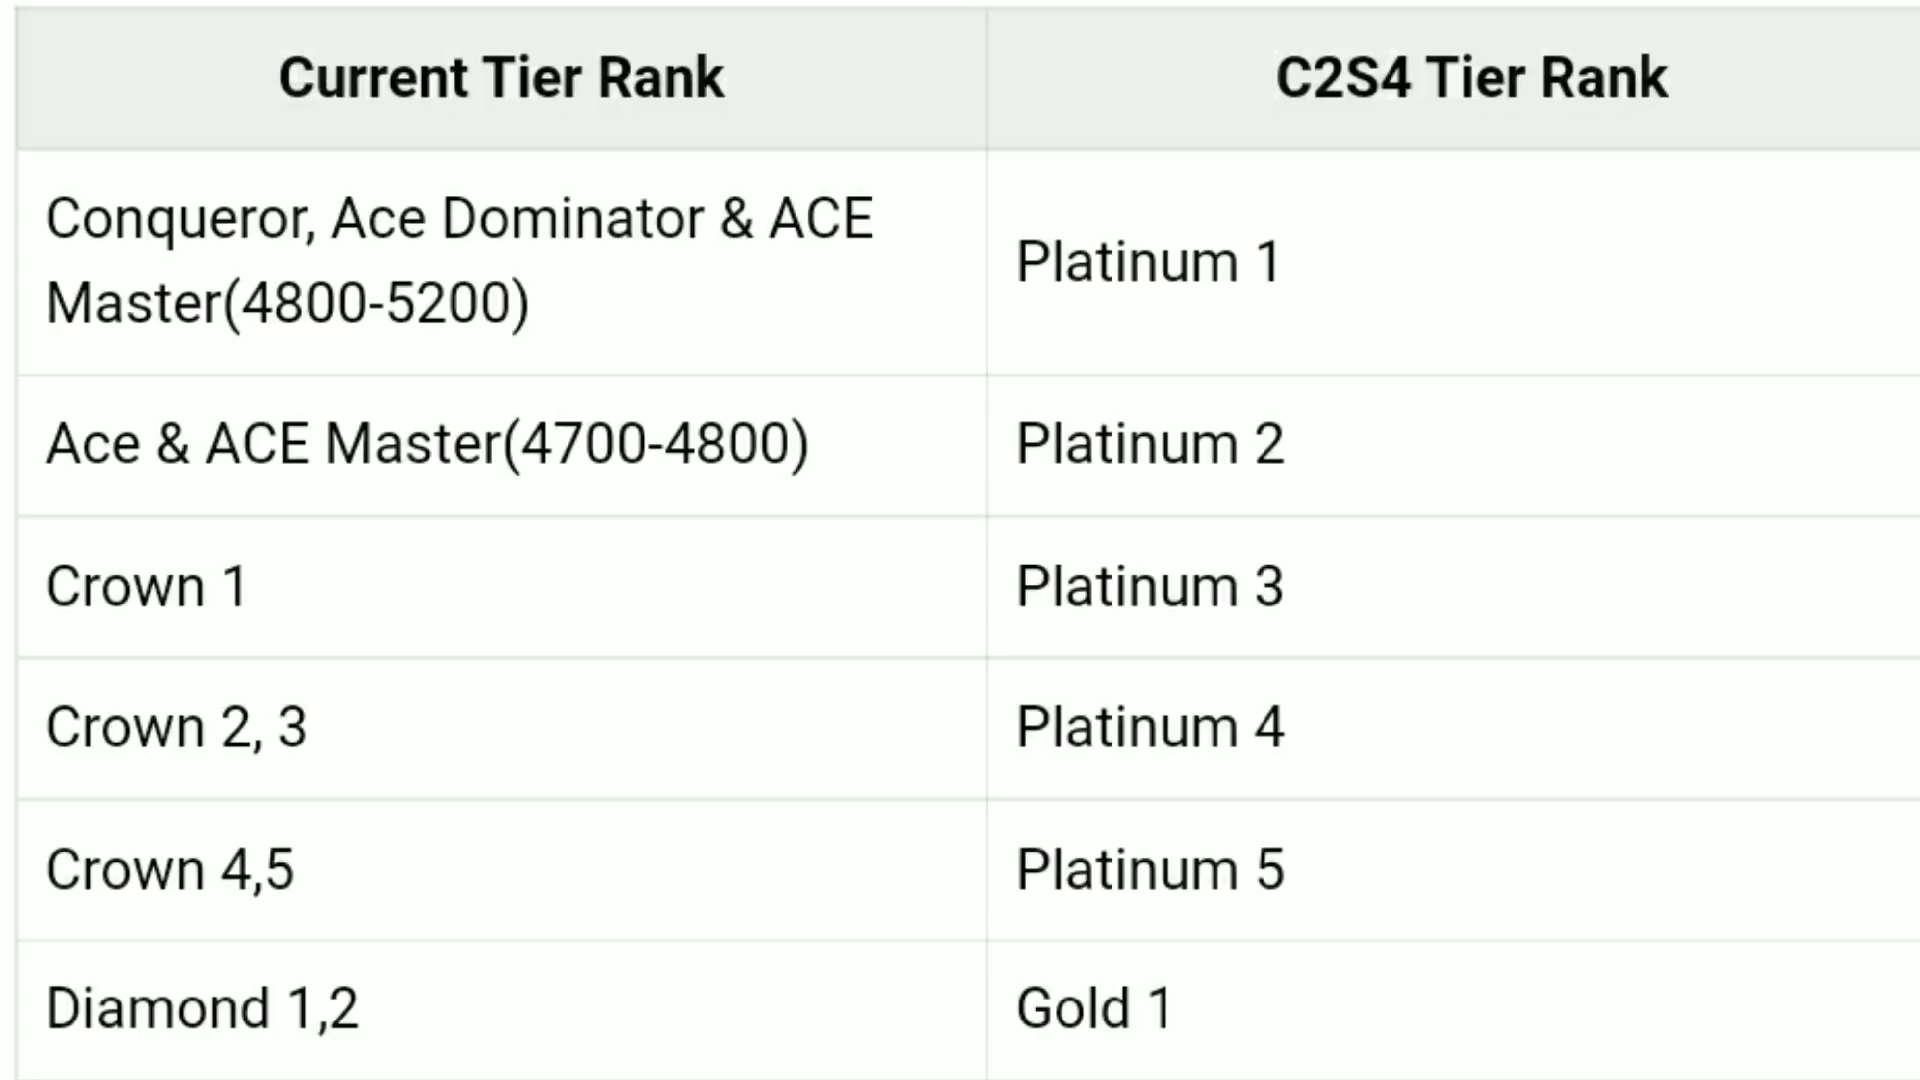 Current Tier Rank
C2S4 Tier Rank
Conqueror, Ace Dominator & ACE
Master(4800-5200)
Platinum 1
Ace & ACE Master(4700-4800)
Platinum 2
Crown 1
Platinum 3
Crown 2, 3
Platinum 4
Crown 4,5
Platinum 5
Diamond 1,2
Gold 1